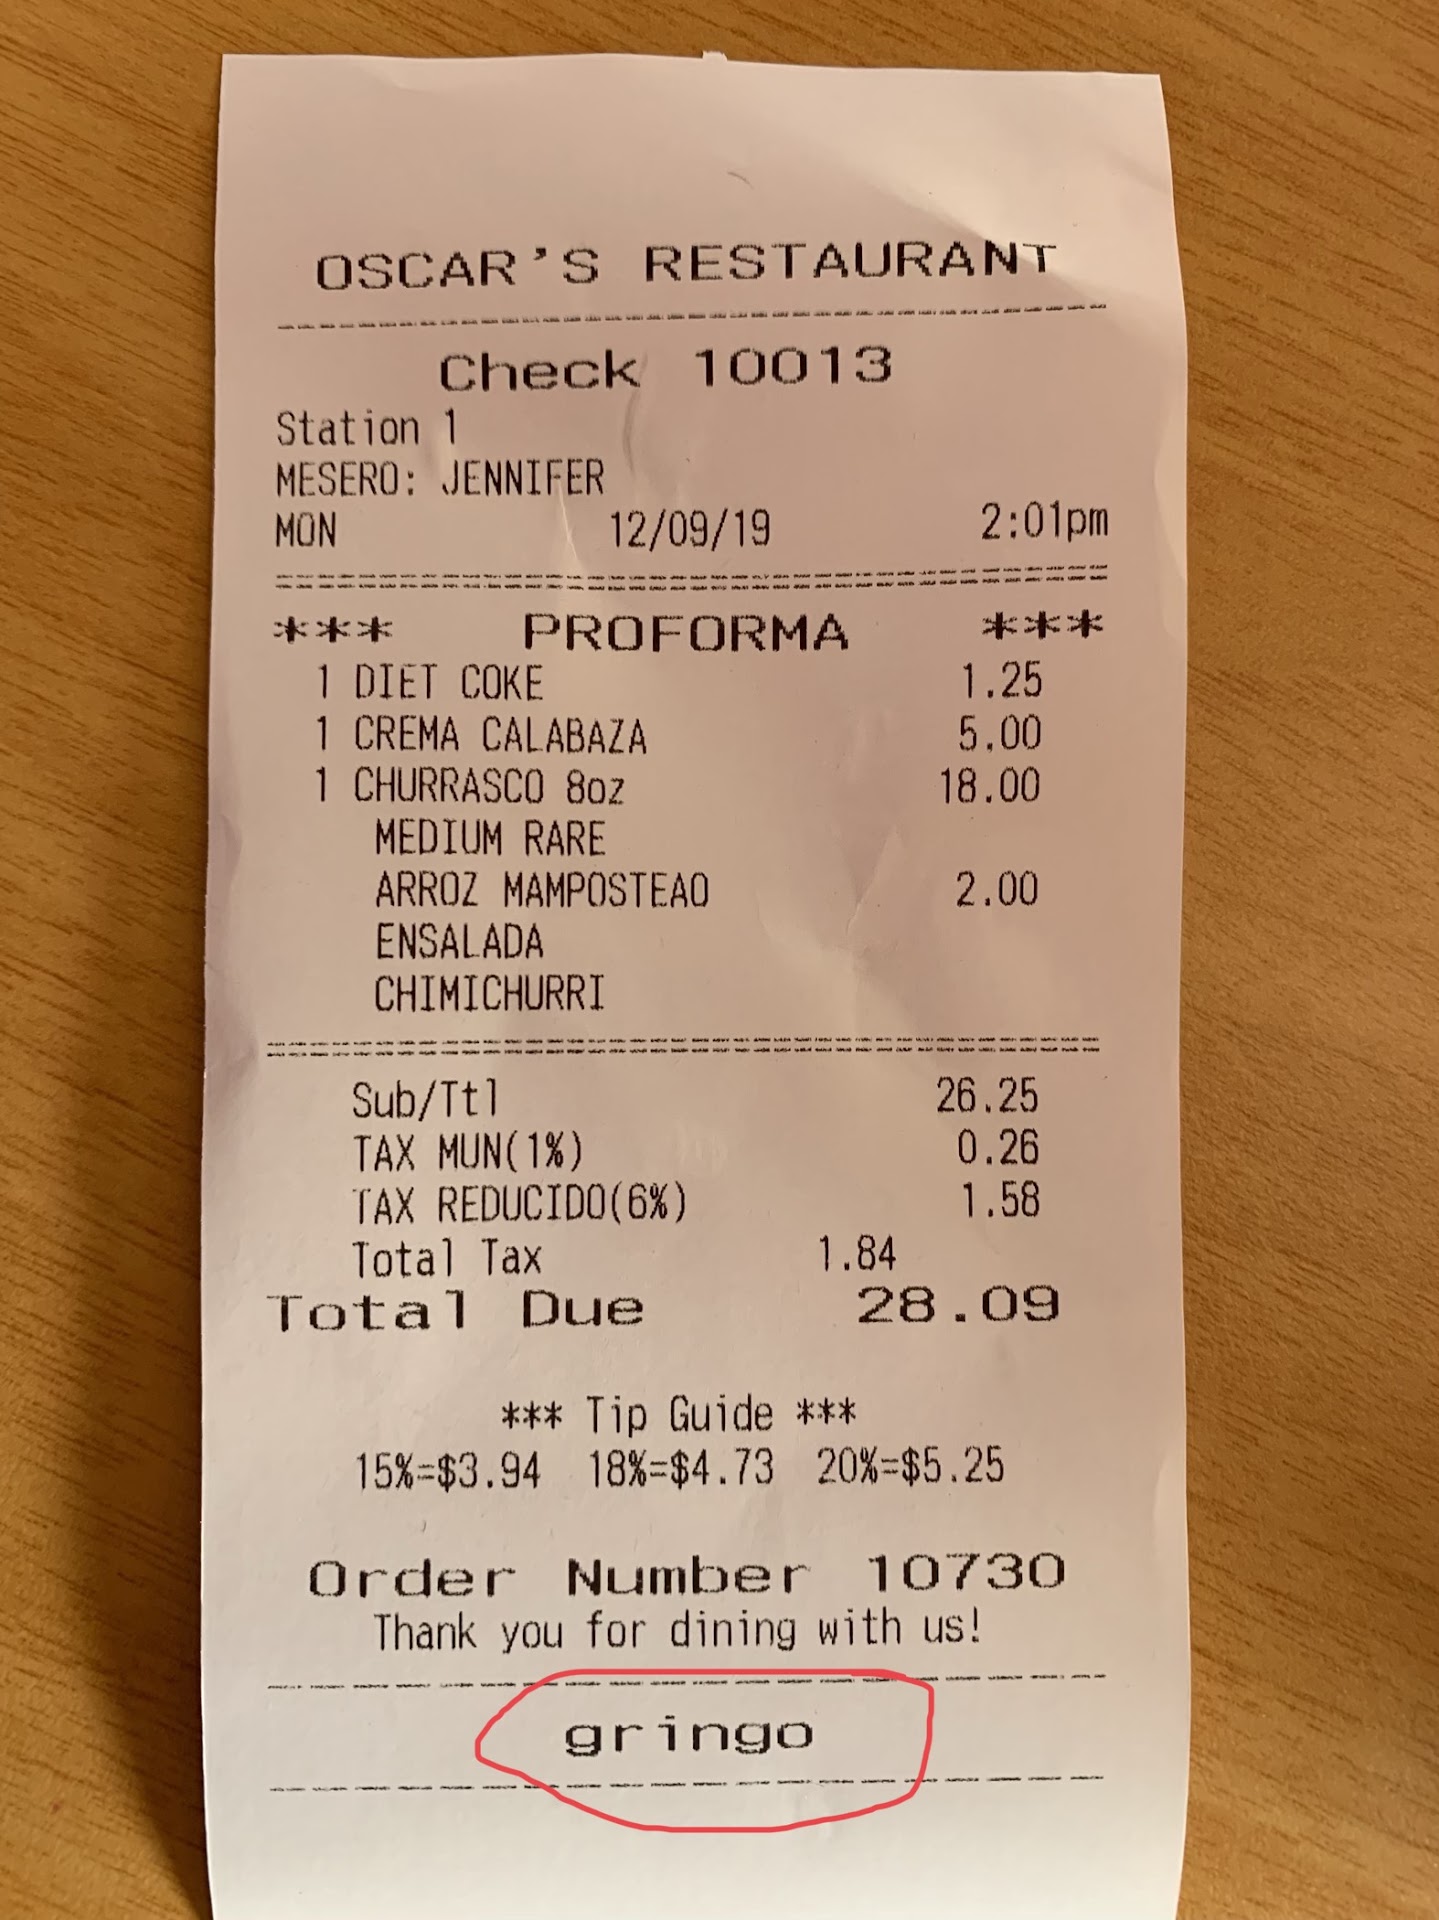 OSCAR'S RESTAURANT
Check 10013
Station 1
MESERO: JENNIFER
MON 12/09/19 2:01pm
*** PROFORMA ***
1 DIET COKE 1.25
1 CREMA CALABAZA 5.00
1 CHURRASCO 8oz 18.00
MEDIUM RARE
ARROZ MAMPOSTEAO 2.00
ENSALADA
CHIMICHURRI
Sub/Ttl 26.25
TAX MUN(1%) 0.26
TAX REDUCIDO(6%) 1.58
Total Tax 1.84
Total Due 28.09
*** Tip Guide ***
15%=$3.94 18%=$4.73 20%=$5.25
Order Number 10730
Thank you for dining with us!
gringo